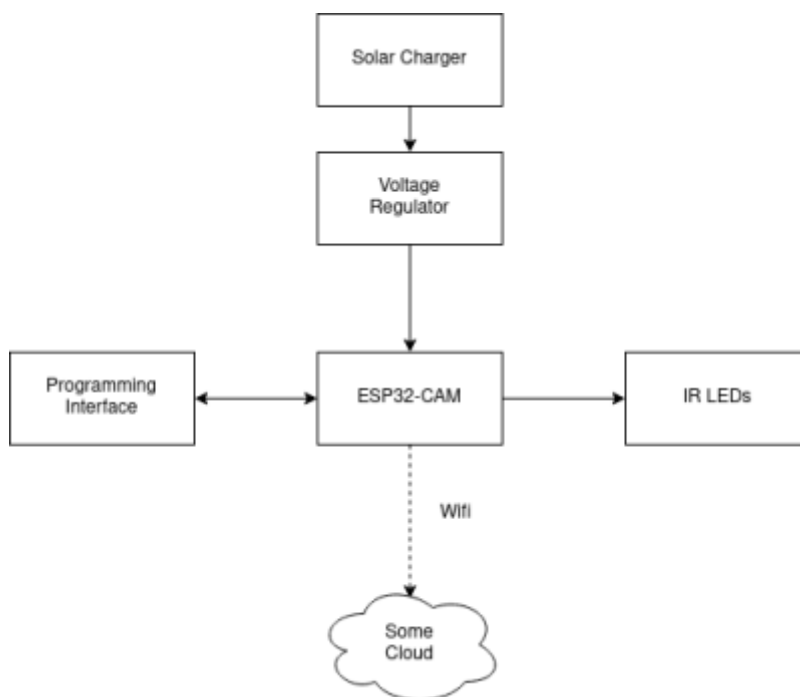 Solar Charger
Voltage
Regulator
Programming
Interface
ESP32-CAM
IR LEDs
Wifi
Some
Cloud